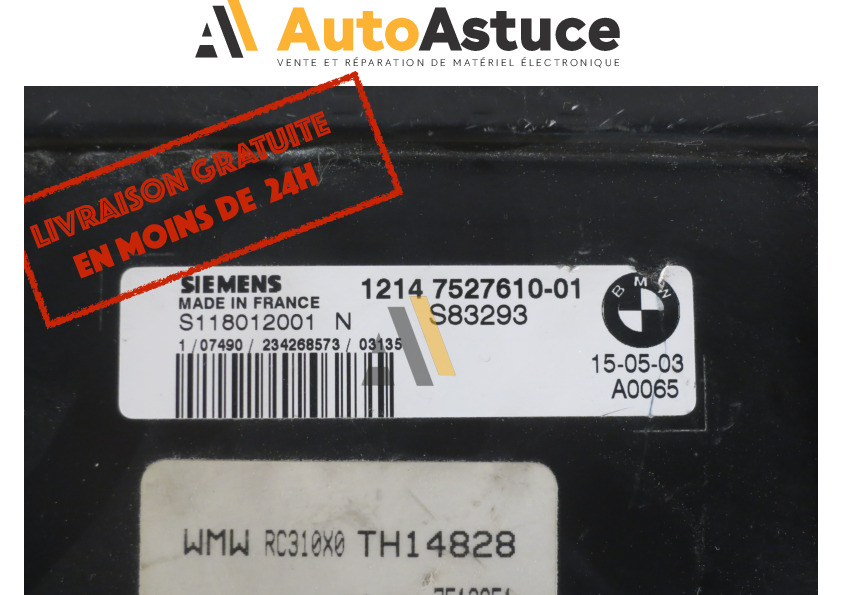 AutoAstuce
VENTE ET RÉPARATION DE MATÉRIEL ÉLECTRONIQUE
LIVRAISON GRATUITE
EN MOINS DE 24H
SIEMENS
MADE IN FRANCE
S118012001 N
1214 7527610-01
S83293
BMW
1/07490/234268573/03135
15-05-03
A0065
WMW RC310X0 TH14828